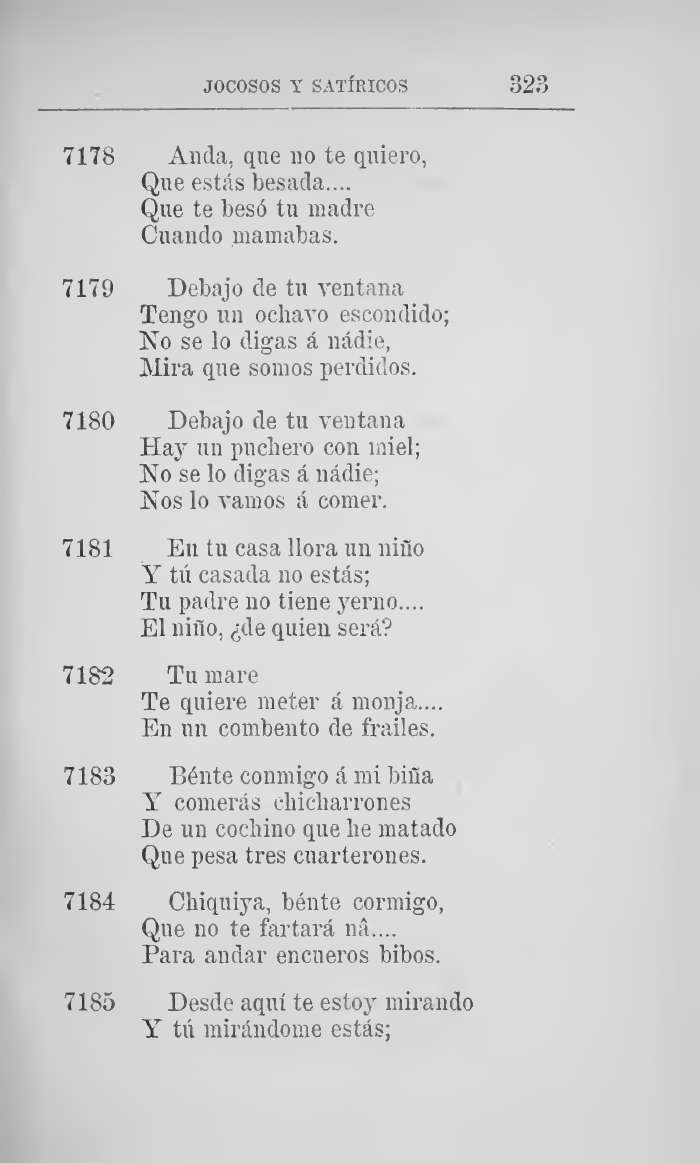 JOCOSOS Y SATÍRICOS 323
7178 Anda, que no te quiero,
Que estás besada....
Que te besó tu madre
Cuando mamabas.
7179 Debajo de tu ventana
Tengo un ochavo escondido;
No se lo digas á nádie,
Mira que somos perdidos.
7180 Debajo de tu ventana
Hay un puchero con miel;
No se lo digas á nádie;
Nos lo vamos á comer.
7181 En tu casa llora un niño
Y tú casada no estás;
Tu padre no tiene yerno....
El niño, ¿de quien será?
7182 Tu mare
Te quiere meter á monja....
En un combento de frailes.
7183 Bénte conmigo á mi biña
Y comerás chicharrones
De un cochino que he matado
Que pesa tres cuarterones.
7184 Chiquiya, bénte cormigo,
Que no te fartará nâ....
Para andar encueros bibos.
7185 Desde aquí te estoy mirando
Y tú mirándome estás;